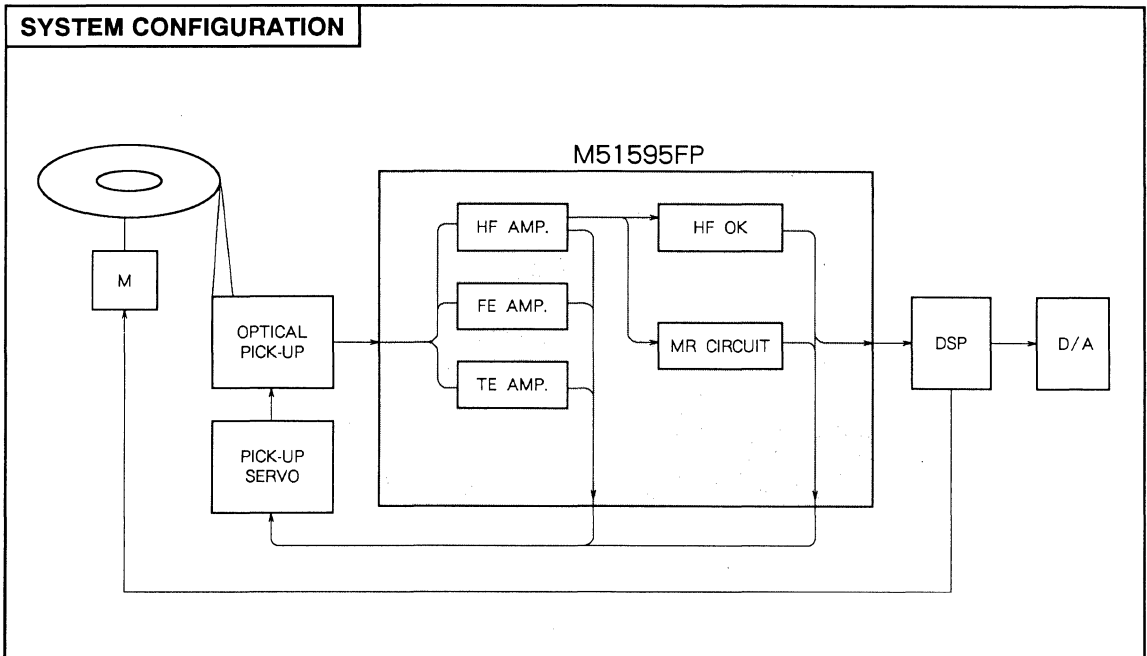 SYSTEM CONFIGURATION
M51595FP
HF AMP.
HF OK
M
FE AMP.
OPTICAL
PICK-UP
MR CIRCUIT
DSP
D/A
TE AMP.
PICK-UP
SERVO